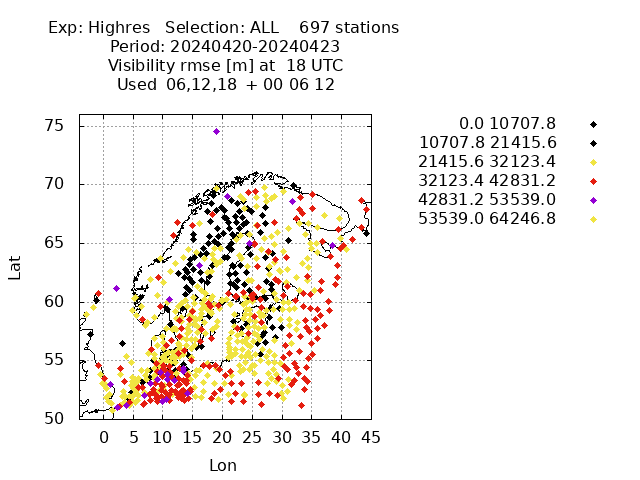 Exp: Highres   Selection: ALL    697 stations
Period: 20240420-20240423
Visibility rmse [m] at  18 UTC
Used  06,12,18  + 00 06 12
0.0 10707.8
10707.8 21415.6
21415.6 32123.4
32123.4 42831.2
42831.2 53539.0
53539.0 64246.8
75
70
65
60
55
50
Lat
0 5 10 15 20 25 30 35 40 45
Lon